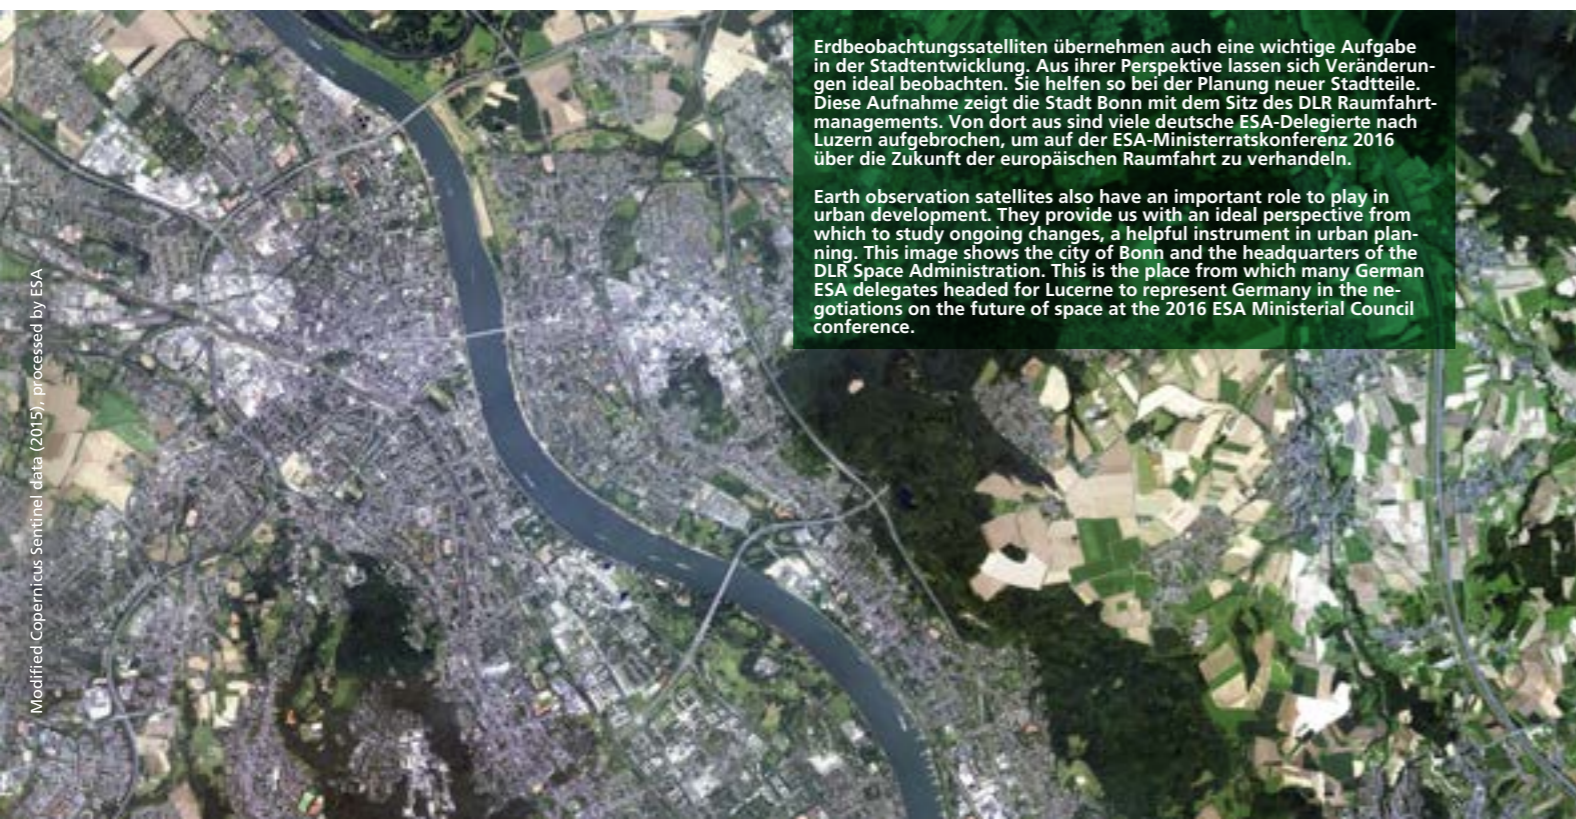 Erdbeobachtungssatelliten übernehmen auch eine wichtige Aufgabe
in der Stadtentwicklung. Aus ihrer Perspektive lassen sich Veränderun-
gen ideal beobachten. Sie helfen so bei der Planung neuer Stadtteile.
Diese Aufnahme zeigt die Stadt Bonn mit dem Sitz des DLR Raumfahrt-
managements. Von dort aus sind viele deutsche ESA-Delegierte nach
Luzern aufgebrochen, um auf der ESA-Ministerratskonferenz 2016
über die Zukunft der europäischen Raumfahrt zu verhandeln.
Earth observation satellites also have an important role to play in
urban development. They provide us with an ideal perspective from
which to study ongoing changes, a helpful instrument in urban plan-
ning. This image shows the city of Bonn and the headquarters of the
DLR Space Administration. This is the place from which many German
ESA delegates headed for Lucerne to represent Germany in the ne-
gotiations on the future of space at the 2016 ESA Ministerial Council
conference.
Modified Copernicus Sentinel data (2015), processed by ESA